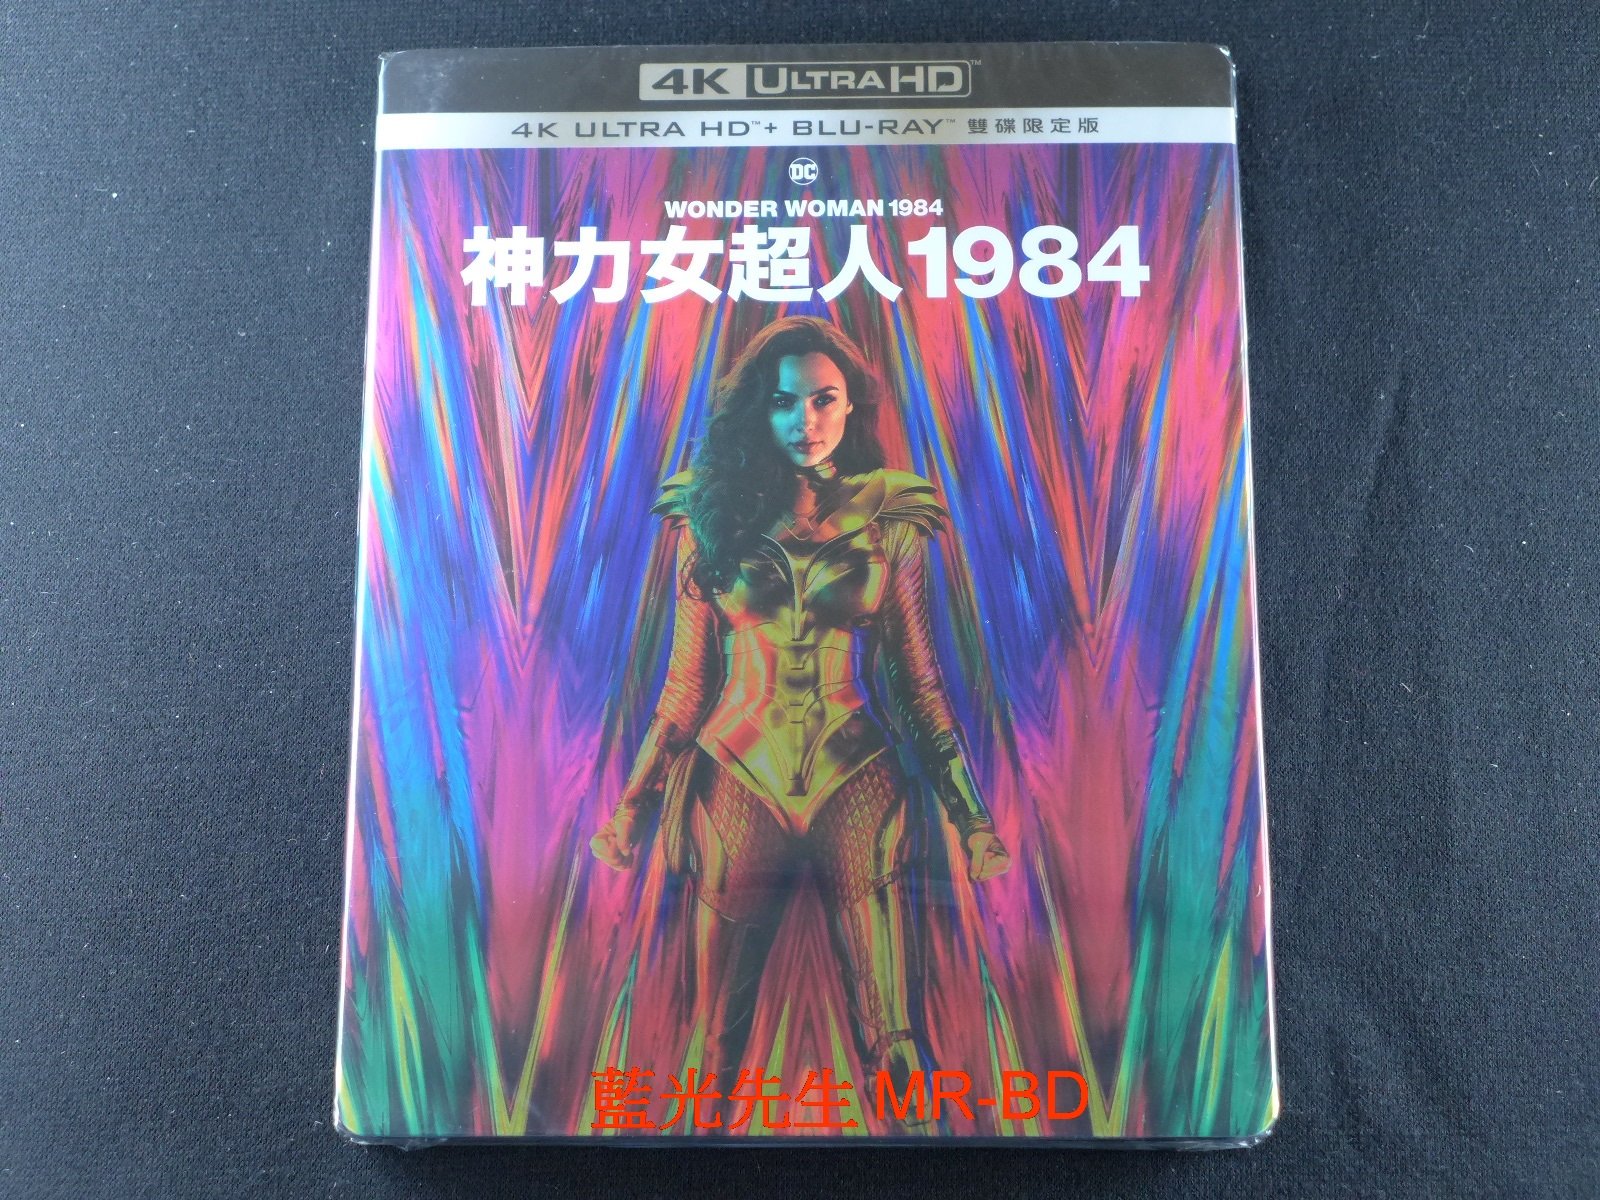 4K ULTRA HD™
4K ULTRA HD™ + BLU-RAY™ 雙碟限定版
DC
WONDER WOMAN 1984
神力女超人1984
藍光先生 MR-BD